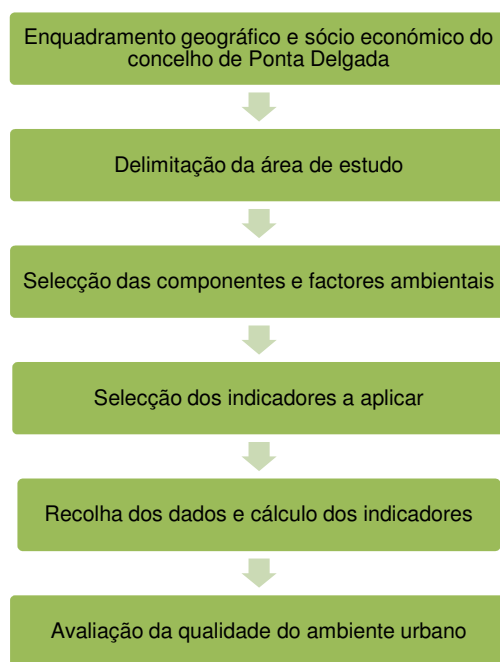 Enquadramento geográfico e sócio económico do
concelho de Ponta Delgada
Delimitação da área de estudo
Selecção das componentes e factores ambientais
Selecção dos indicadores a aplicar
Recolha dos dados e cálculo dos indicadores
Avaliação da qualidade do ambiente urbano